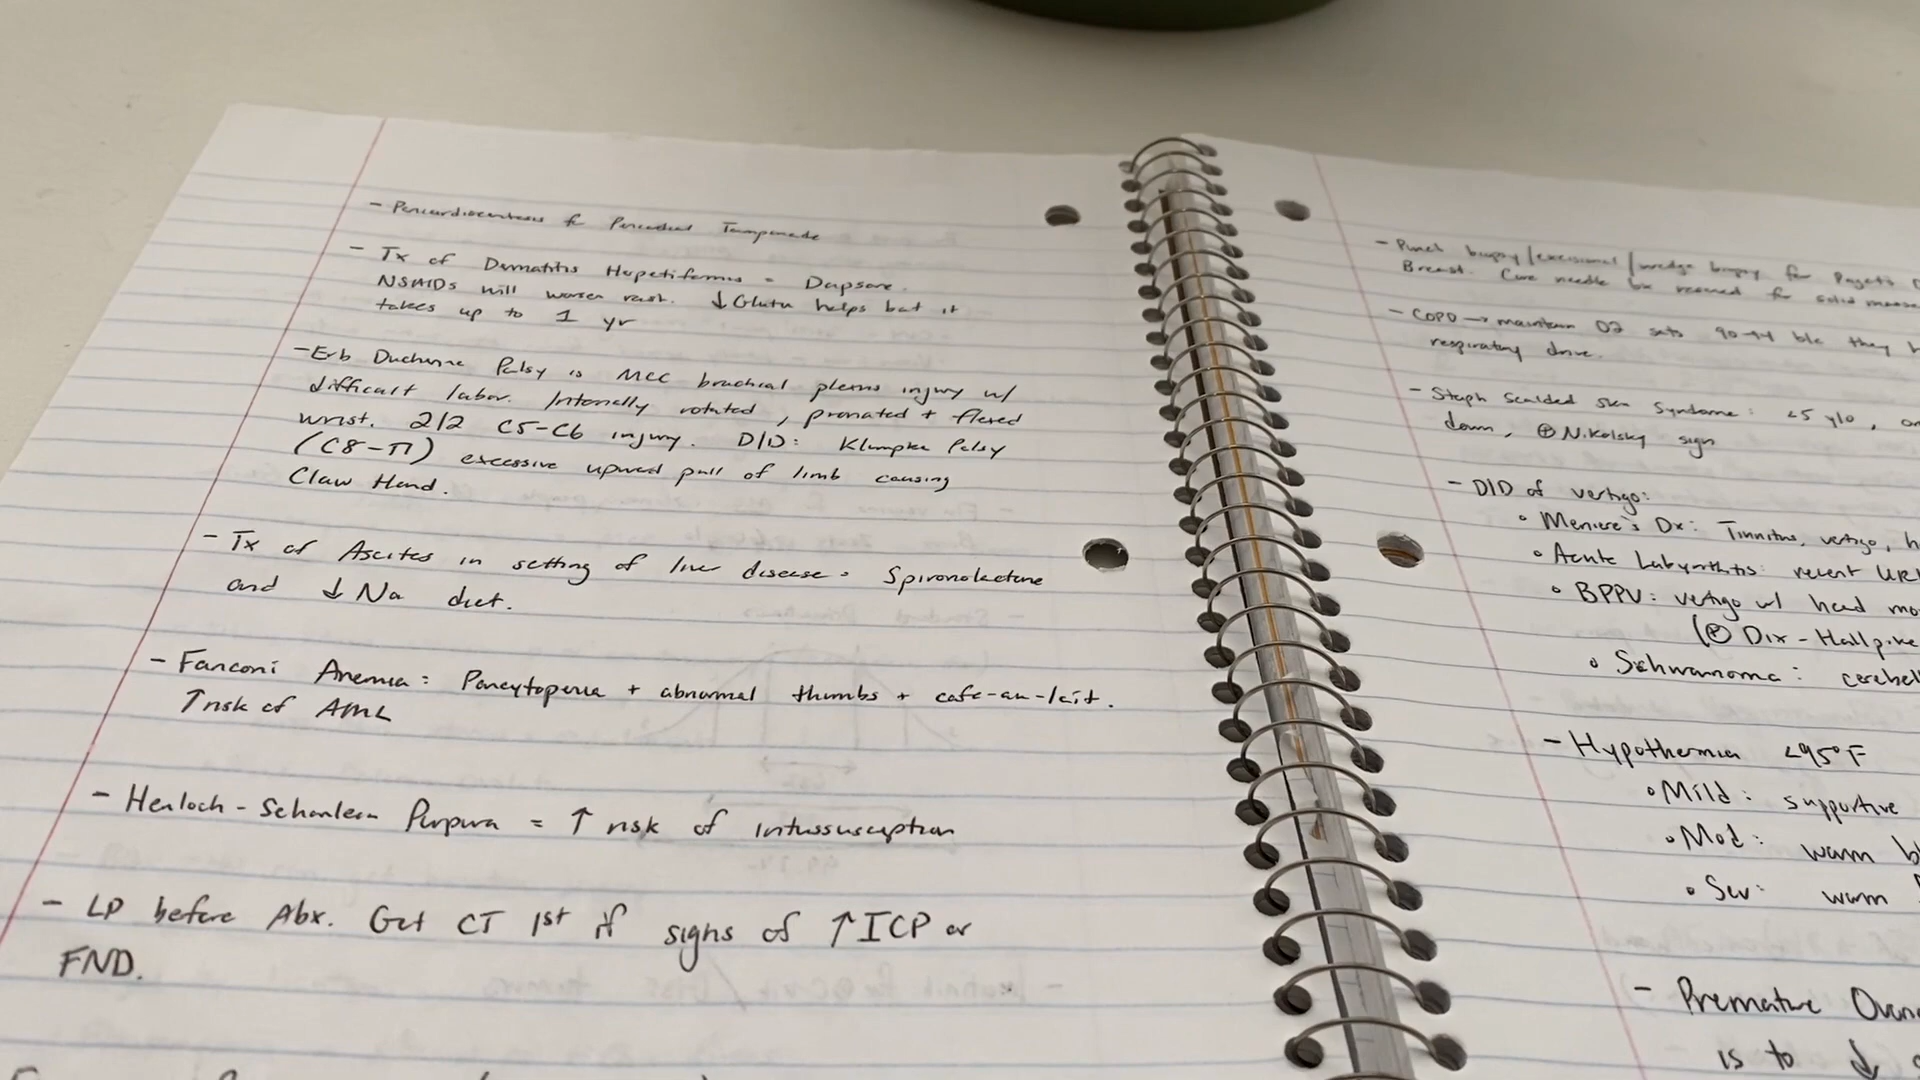 - Pericardiocentesis for Pericardial Tamponade
- Tx of Dermatitis Herpetiformis = Dapsone.
NSAIDs will worsen rash. ↓Gluten helps but it
takes up to 1 yr
- Erb Duchenne Palsy is MCC brachial plexus injury w/
difficult labor. Internally rotated, pronated + flexed
wrist. 2/2 C5-C6 injury. D/D: Klumpke Palsy
(C8-T1) excessive upward pull of limb causing
Claw Hand.
- Tx of Ascites in setting of liver disease = Spironolactone
and ↓Na diet.
- Fanconi Anemia: Pancytopenia + abnormal thumbs + cafe-au-lait.
↑risk of AML
- Henloch-Schonlein Purpura = ↑ risk of intussusception
- LP before Abx. Get CT 1st if signs of ↑ICP or
FND.
- Punch biopsy/excisional/wedge biopsy for Paget's
Breast. Core needle bx reserved for solid masses
- COPD → maintain O2 sats 90-94 b/c they
respiratory drive.
- Staph Scalded Skin Syndrome: <5 y/o,
down, ⊕Nikolsky sign
- D/D of vertigo:
• Meniere's Dx: Tinnitus, vertigo, h
• Acute Labyrinthitis: recent URI
• BPPV: vertigo w/ head mo
(⊕ Dix-Hallpike
• Schwannoma: cerebell
- Hypothermia <95°F
• Mild: supportive
• Mod: warm bl
• Sev: warm
- Premature Ovar
is to ↓